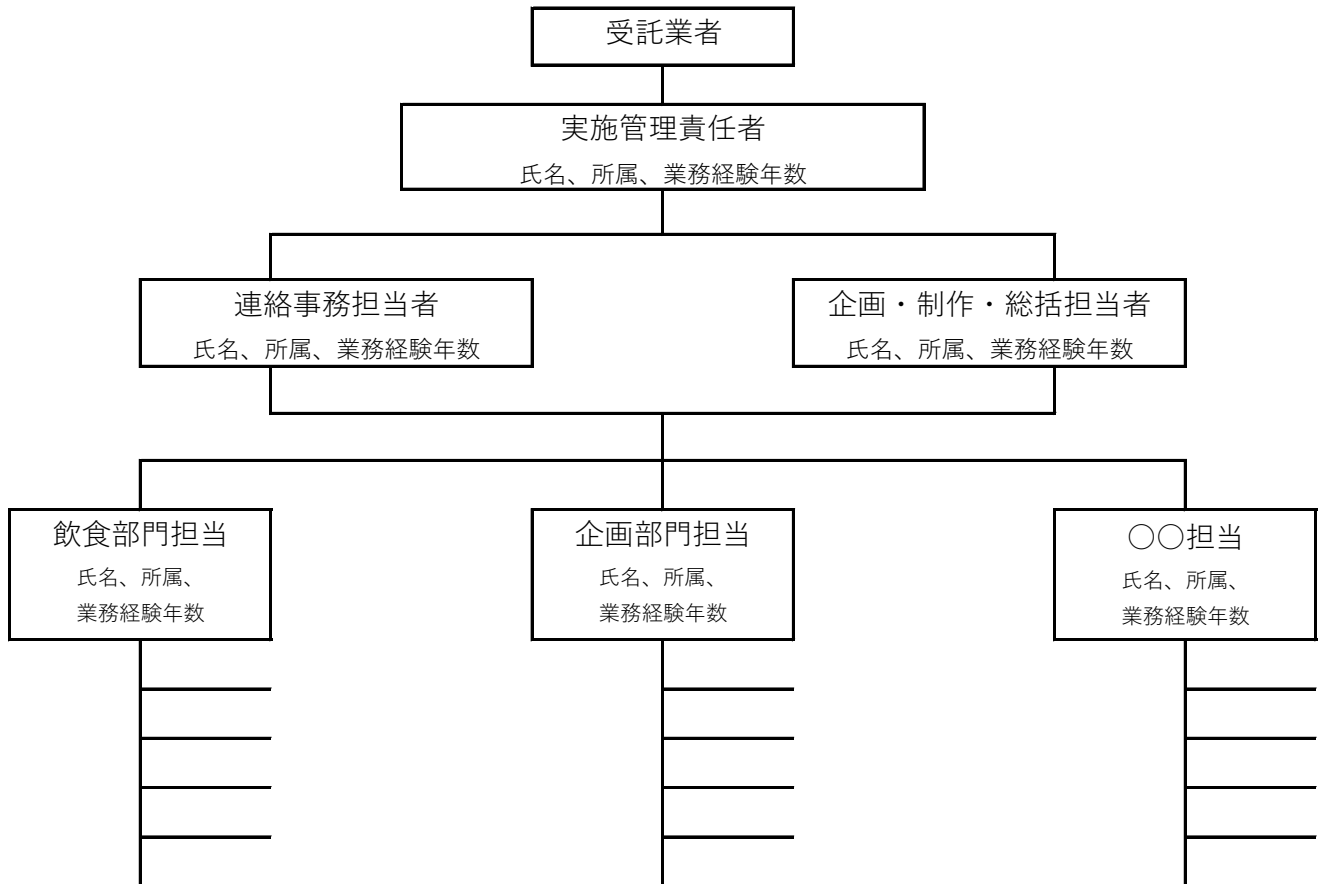 受託業者
実施管理責任者
氏名、所属、業務経験年数
連絡事務担当者
氏名、所属、業務経験年数
企画・制作・総括担当者
氏名、所属、業務経験年数
飲食部門担当
氏名、所属、
業務経験年数
企画部門担当
氏名、所属、
業務経験年数
○○担当
氏名、所属、
業務経験年数